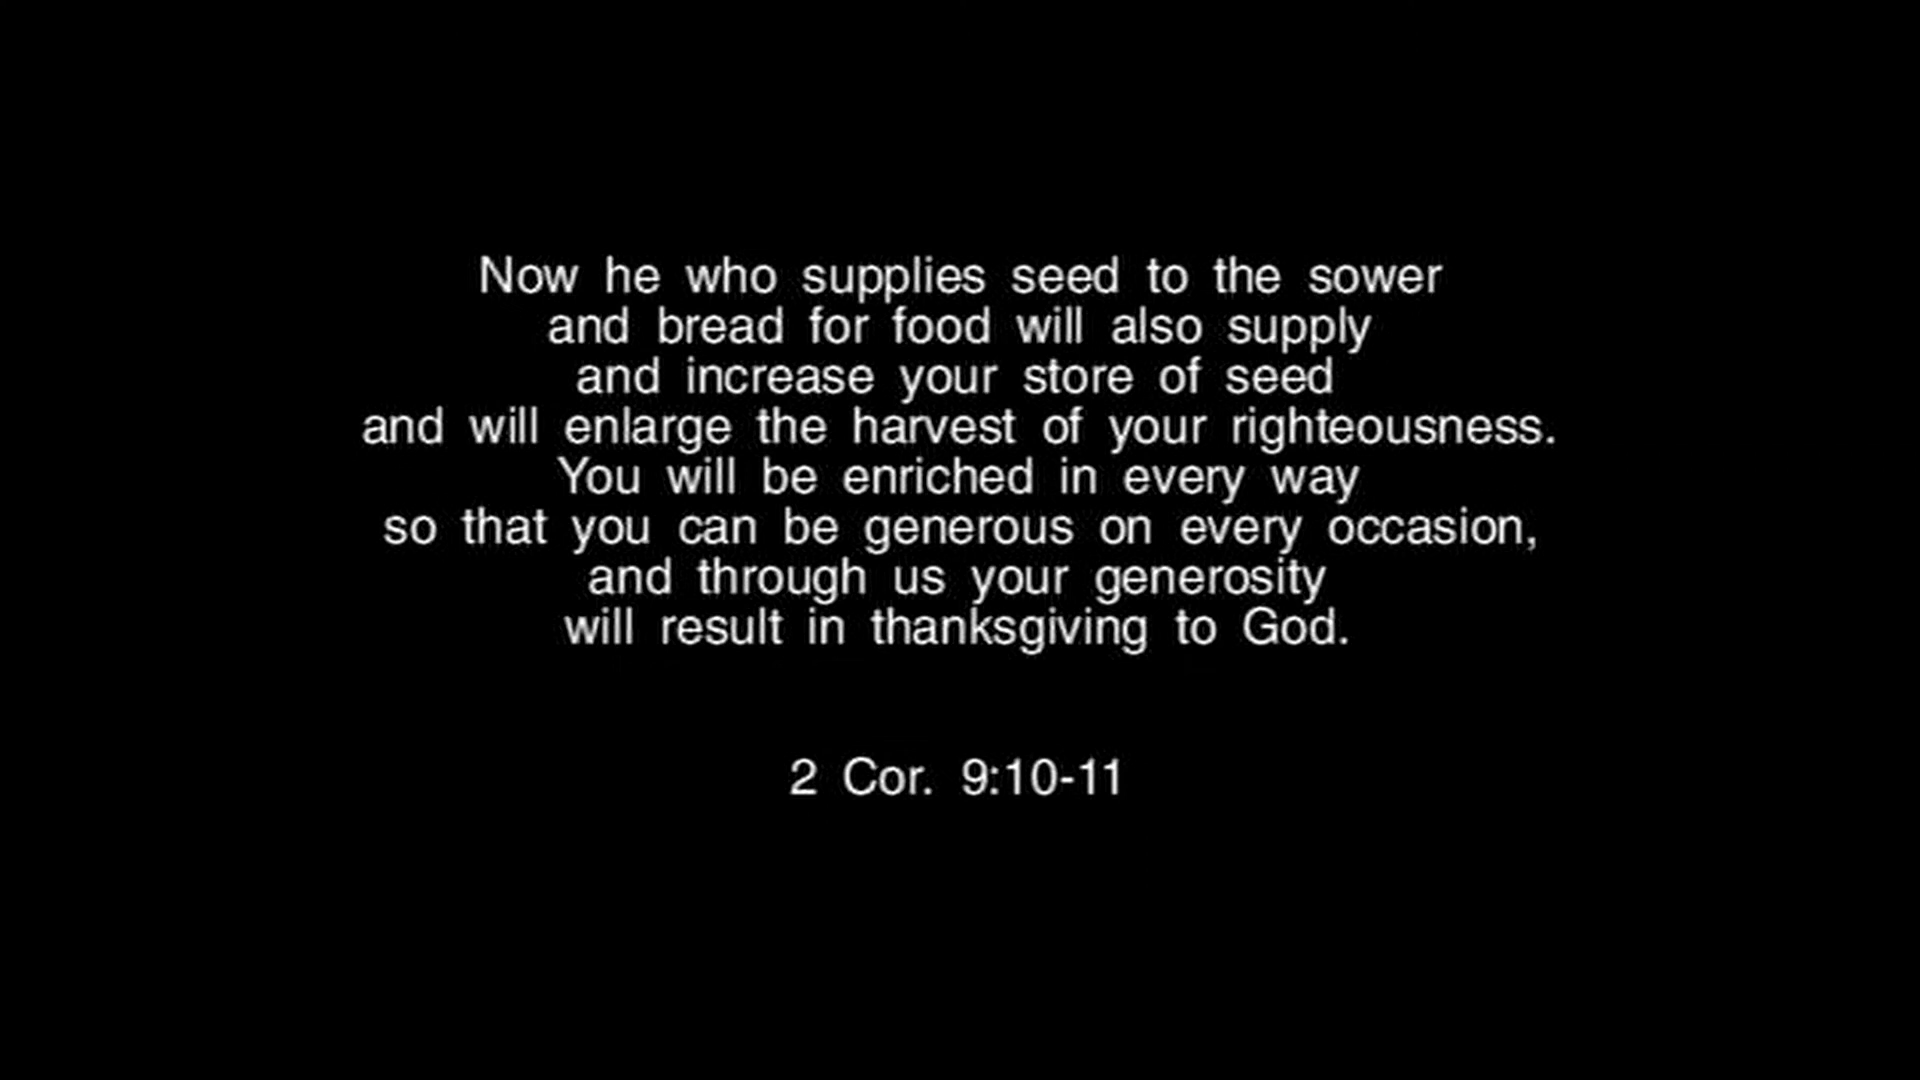 Now he who supplies seed to the sower
and bread for food will also supply
and increase your store of seed
and will enlarge the harvest of your righteousness.
You will be enriched in every way
so that you can be generous on every occasion,
and through us your generosity
will result in thanksgiving to God.
2 Cor. 9:10-11